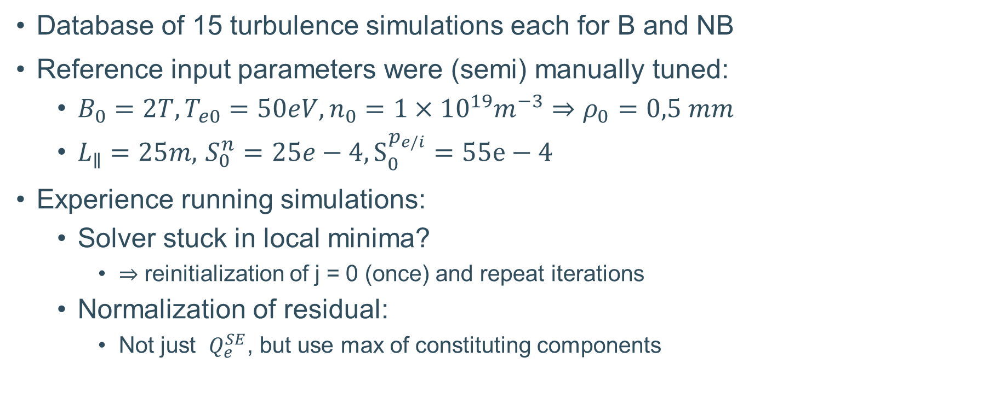 • Database of 15 turbulence simulations each for B and NB
• Reference input parameters were (semi) manually tuned:
• $B_0 = 2T, T_{e0} = 50eV, n_0 = 1 \times 10^{19}m^{-3} \Rightarrow \rho_0 = 0{,}5\ mm$
• $L_{\parallel} = 25m, S_0^n = 25e - 4, \mathrm{S}_0^{p_{e/i}} = 55\mathrm{e} - 4$
• Experience running simulations:
• Solver stuck in local minima?
• ⇒ reinitialization of j = 0 (once) and repeat iterations
• Normalization of residual:
• Not just $Q_e^{SE}$, but use max of constituting components